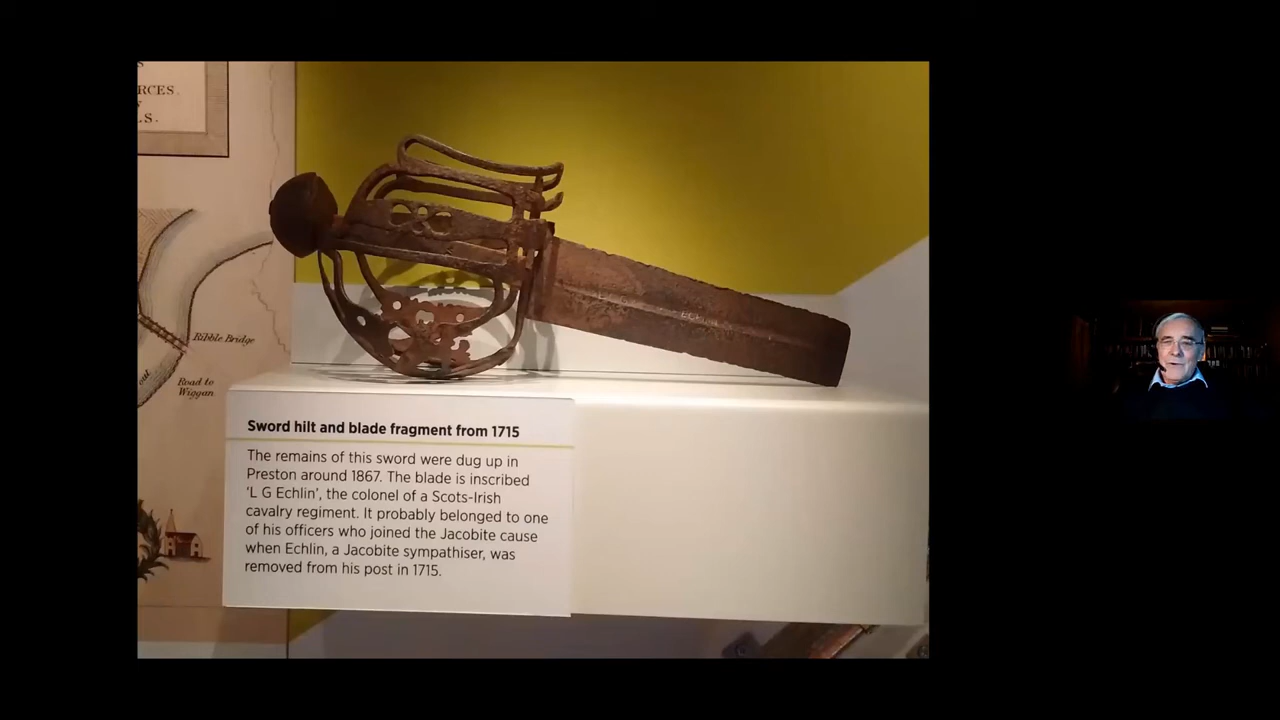 RCES.
LS.
Ribble Bridge
out
Road to
Wiggan
ECHLIN
Sword hilt and blade fragment from 1715
The remains of this sword were dug up in
Preston around 1867. The blade is inscribed
‘L G Echlin’, the colonel of a Scots-Irish
cavalry regiment. It probably belonged to one
of his officers who joined the Jacobite cause
when Echlin, a Jacobite sympathiser, was
removed from his post in 1715.